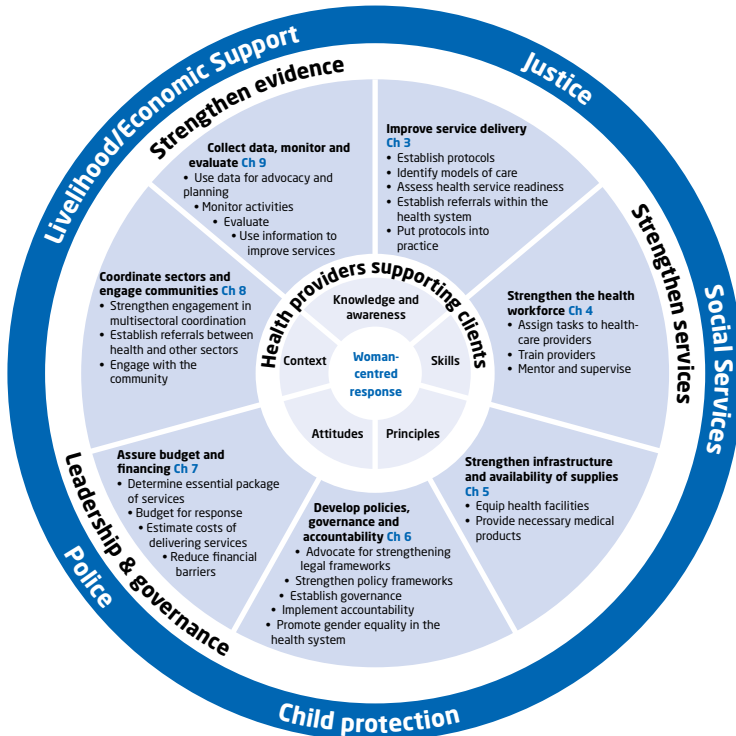 Livelihood/Economic Support
Justice
Social Services
Child protection
Police
Strengthen evidence
Strengthen services
Leadership & governance
Improve service delivery
Ch 3
• Establish protocols
• Identify models of care
• Assess health service readiness
• Establish referrals within the
health system
• Put protocols into
practice
Strengthen the health
workforce Ch 4
• Assign tasks to health-
care providers
• Train providers
• Mentor and supervise
Strengthen infrastructure
and availability of supplies
Ch 5
• Equip health facilities
• Provide necessary medical
products
Develop policies,
governance and
accountability Ch 6
• Advocate for strengthening
legal frameworks
• Strengthen policy frameworks
• Establish governance
• Implement accountability
• Promote gender equality in the
health system
Assure budget and
financing Ch 7
• Determine essential package
of services
• Budget for response
• Estimate costs of
delivering services
• Reduce financial
barriers
Coordinate sectors and
engage communities Ch 8
• Strengthen engagement in
multisectoral coordination
• Establish referrals between
health and other sectors
• Engage with the
community
Collect data, monitor and
evaluate Ch 9
• Use data for advocacy and
planning
• Monitor activities
• Evaluate
• Use information to
improve services
Health providers supporting clients
Knowledge and
awareness
Skills
Principles
Attitudes
Context
Woman-
centred
response